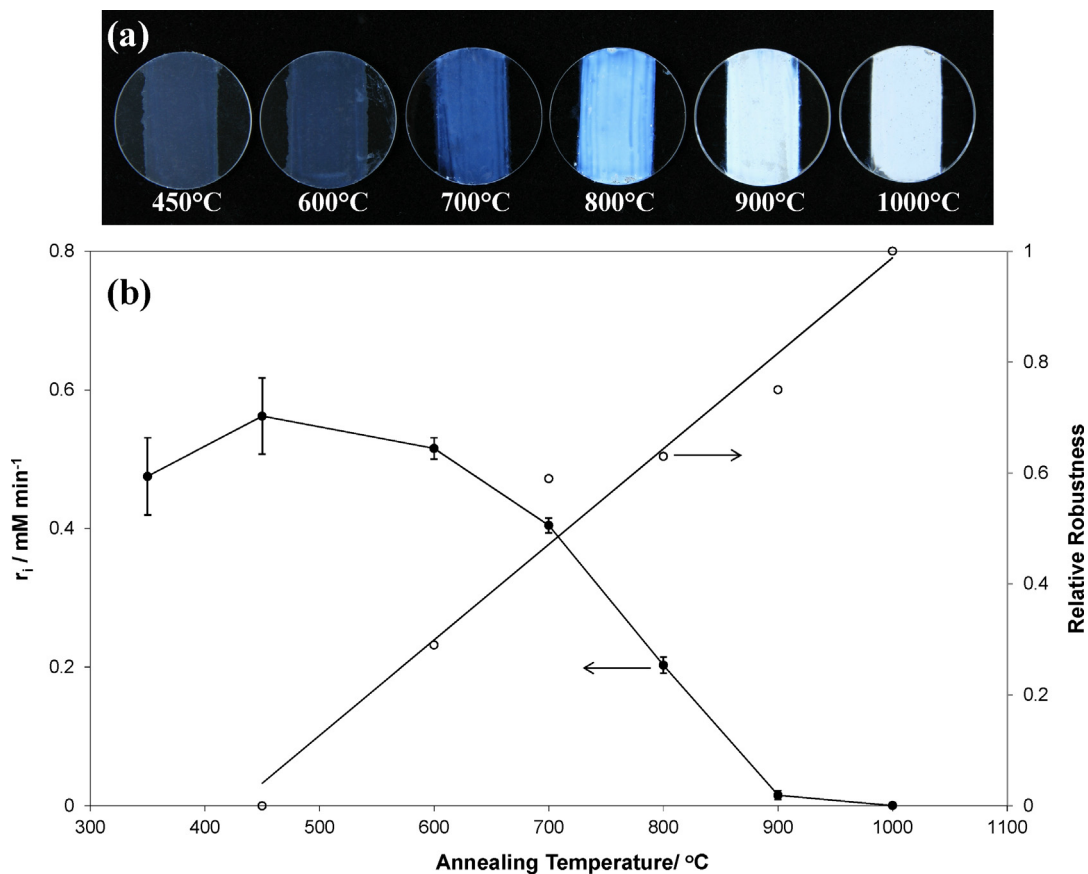 (a)
450°C 600°C 700°C 800°C 900°C 1000°C
(b)
0.8
0.6
0.4
0.2
0
rᵢ / mM min⁻¹
1
0.8
0.6
0.4
0.2
0
Relative Robustness
300 400 500 600 700 800 900 1000 1100
Annealing Temperature/ °C